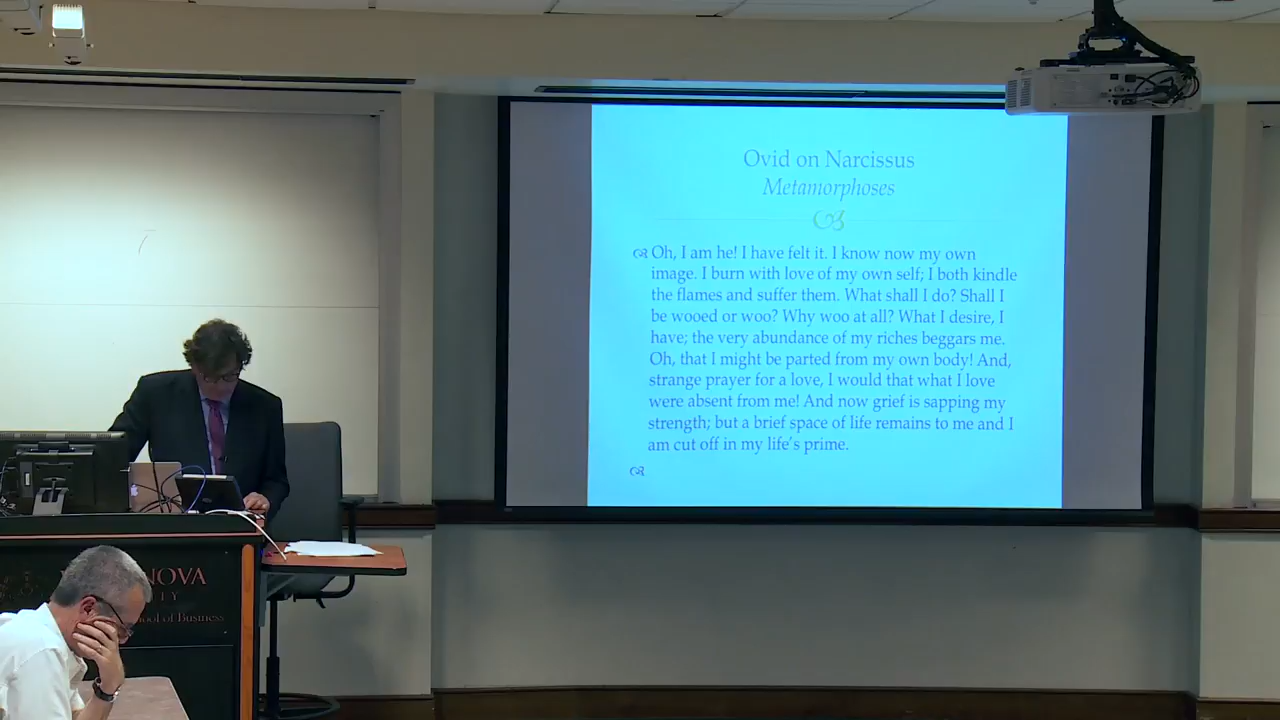 Ovid on Narcissus
Metamorphoses
Oh, I am he! I have felt it. I know now my own
image. I burn with love of my own self; I both kindle
the flames and suffer them. What shall I do? Shall I
be wooed or woo? Why woo at all? What I desire, I
have; the very abundance of my riches beggars me.
Oh, that I might be parted from my own body! And,
strange prayer for a love, I would that what I love
were absent from me! And now grief is sapping my
strength; but a brief space of life remains to me and I
am cut off in my life's prime.
NOVA
ool of Business